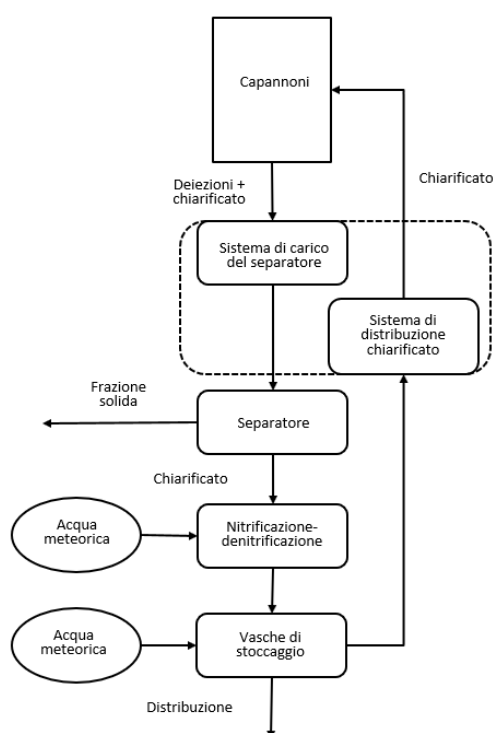 Capannoni
Deiezioni +
chiarificato
Chiarificato
Sistema di carico
del separatore
Sistema di
distribuzione
chiarificato
Frazione
solida
Separatore
Chiarificato
Acqua
meteorica
Nitrificazione-
denitrificazione
Acqua
meteorica
Vasche di
stoccaggio
Distribuzione